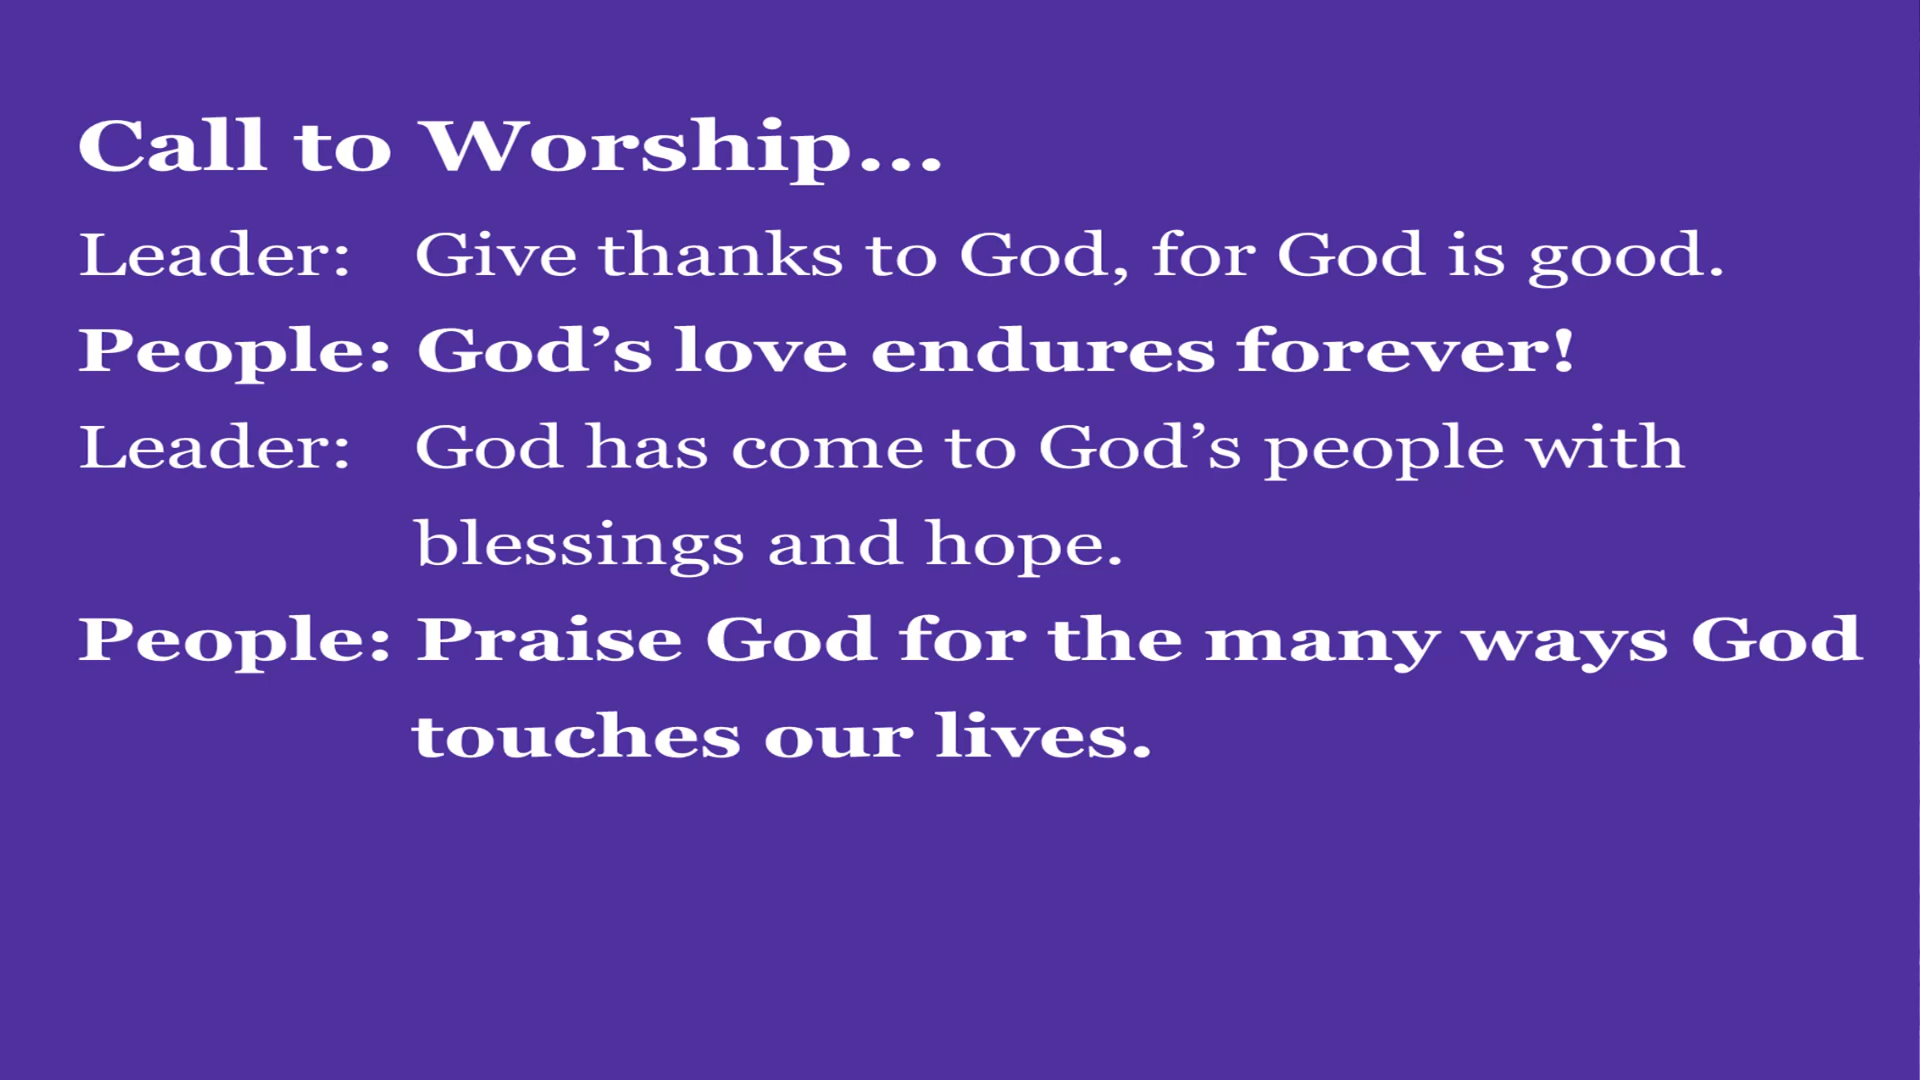 Call to Worship...
Leader: Give thanks to God, for God is good.
People: God’s love endures forever!
Leader: God has come to God’s people with
blessings and hope.
People: Praise God for the many ways God
touches our lives.